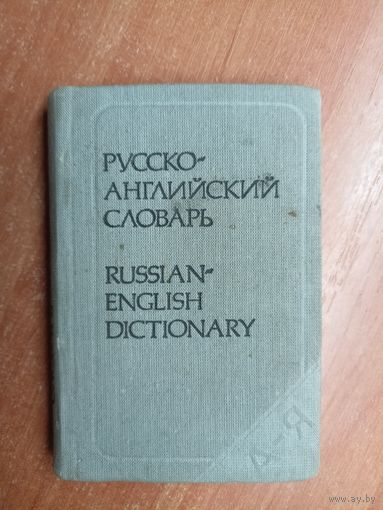 РУССКО-
АНГЛИЙСКИЙ
СЛОВАРЬ
RUSSIAN-
ENGLISH
DICTIONARY
А-Я
www.ay.by